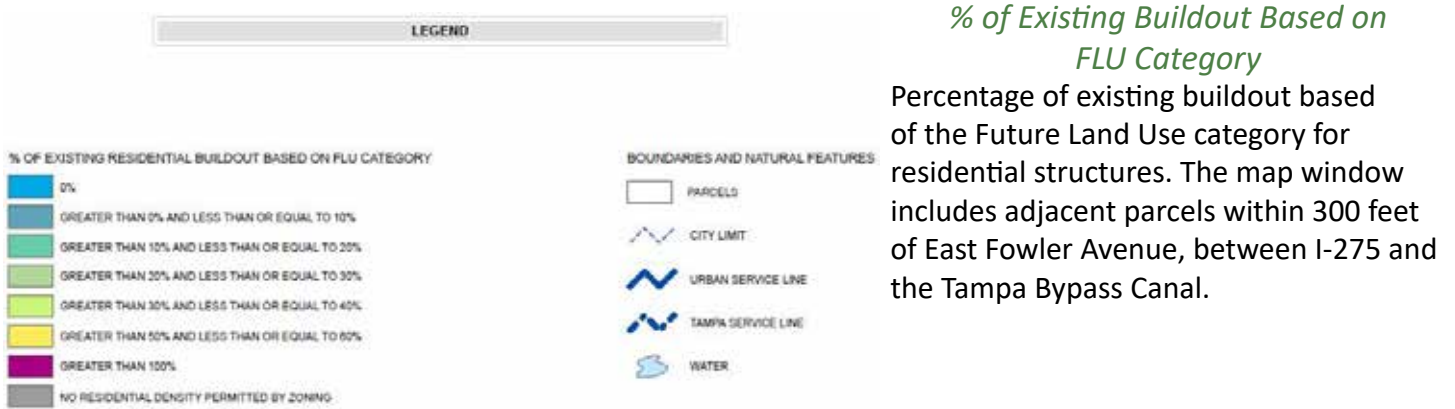 LEGEND
% OF EXISTING RESIDENTIAL BUILDOUT BASED ON FLU CATEGORY
0%
GREATER THAN 0% AND LESS THAN OR EQUAL TO 10%
GREATER THAN 10% AND LESS THAN OR EQUAL TO 20%
GREATER THAN 20% AND LESS THAN OR EQUAL TO 30%
GREATER THAN 30% AND LESS THAN OR EQUAL TO 40%
GREATER THAN 50% AND LESS THAN OR EQUAL TO 60%
GREATER THAN 100%
NO RESIDENTIAL DENSITY PERMITTED BY ZONING
BOUNDARIES AND NATURAL FEATURES
PARCELS
CITY LIMIT
URBAN SERVICE LINE
TAMPA SERVICE LINE
WATER
% of Existing Buildout Based on
FLU Category
Percentage of existing buildout based
of the Future Land Use category for
residential structures. The map window
includes adjacent parcels within 300 feet
of East Fowler Avenue, between I-275 and
the Tampa Bypass Canal.